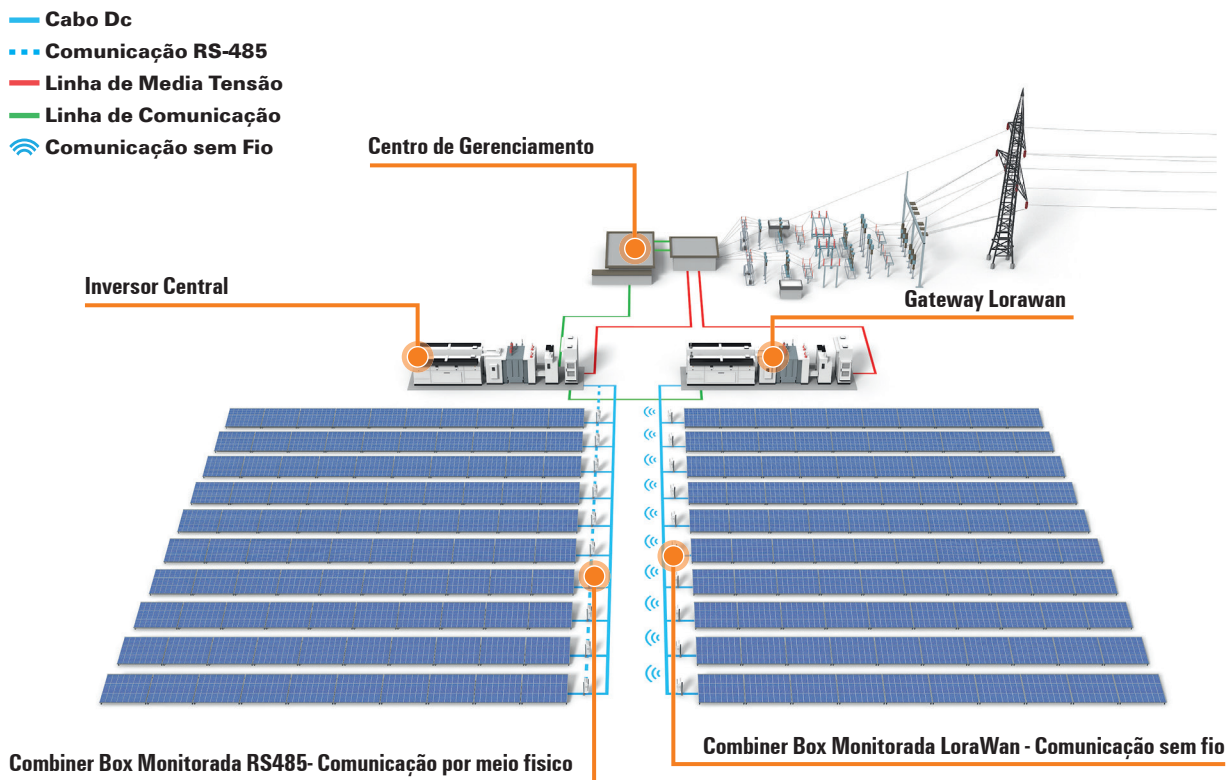 Cabo Dc
Comunicação RS-485
Linha de Media Tensão
Linha de Comunicação
Comunicação sem Fio
Centro de Gerenciamento
Inversor Central
Gateway Lorawan
Combiner Box Monitorada LoraWan - Comunicação sem fio
Combiner Box Monitorada RS485- Comunicação por meio fisico